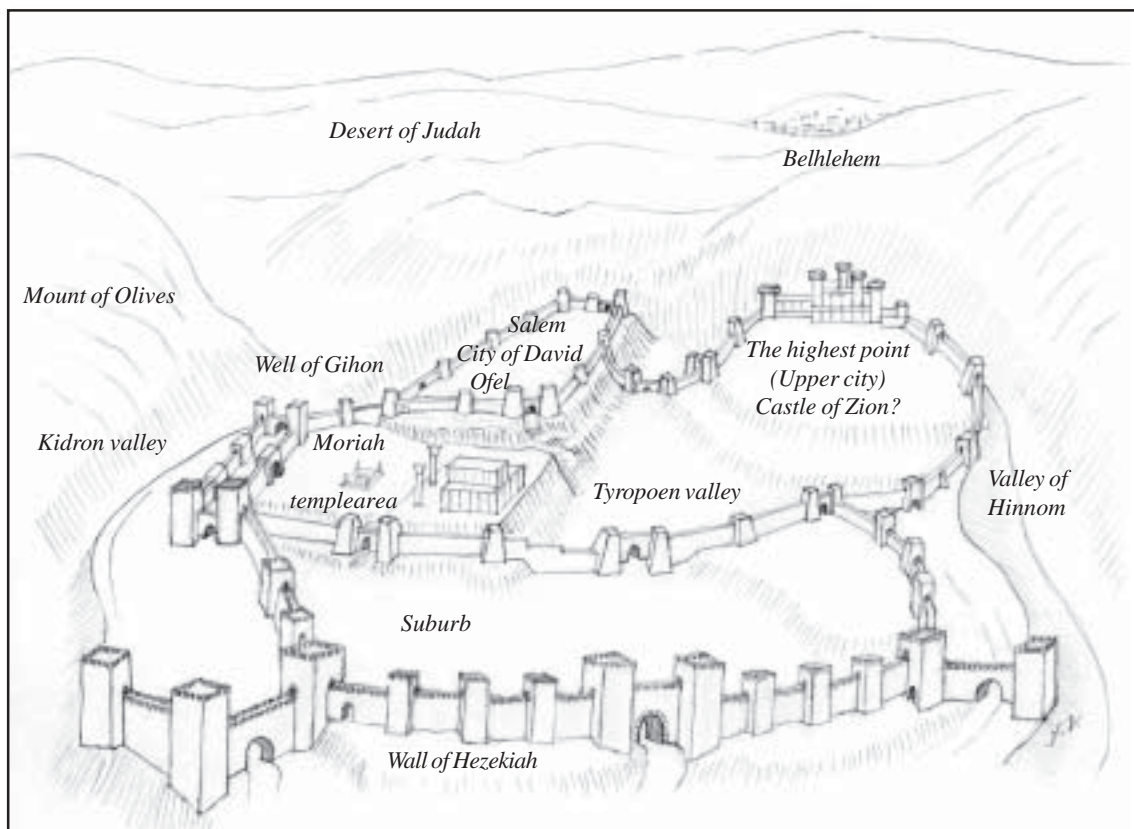 Desert of Judah
Belhlehem
Mount of Olives
Salem
City of David
Ofel
Well of Gihon
The highest point
(Upper city)
Castle of Zion?
Kidron valley
Moriah
templearea
Tyropoen valley
Valley of
Hinnom
Suburb
Wall of Hezekiah